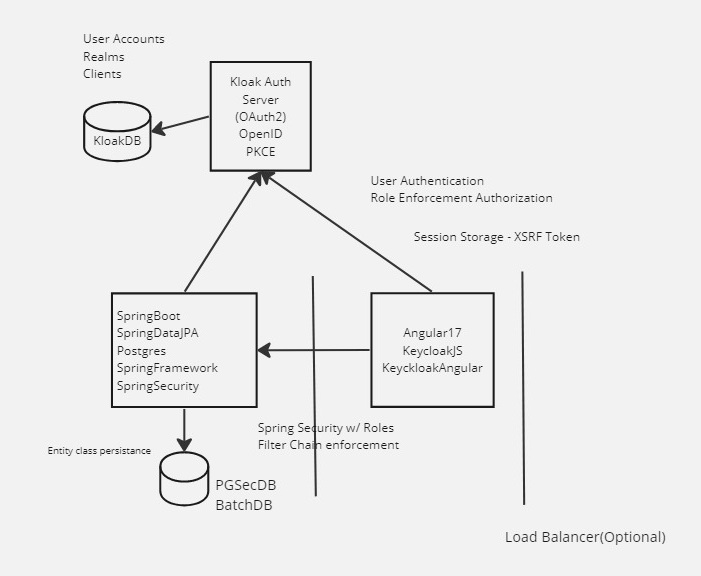 User Accounts
Realms
Clients
Kloak Auth
Server
(OAuth2)
OpenID
PKCE
KloakDB
User Authentication
Role Enforcement Authorization
Session Storage - XSRF Token
SpringBoot
SpringDataJPA
Postgres
SpringFramework
SpringSecurity
Angular17
KeycloakJS
KeyckloakAngular
Spring Security w/ Roles
Filter Chain enforcement
Entity class persistance
PGSecDB
BatchDB
Load Balancer(Optional)